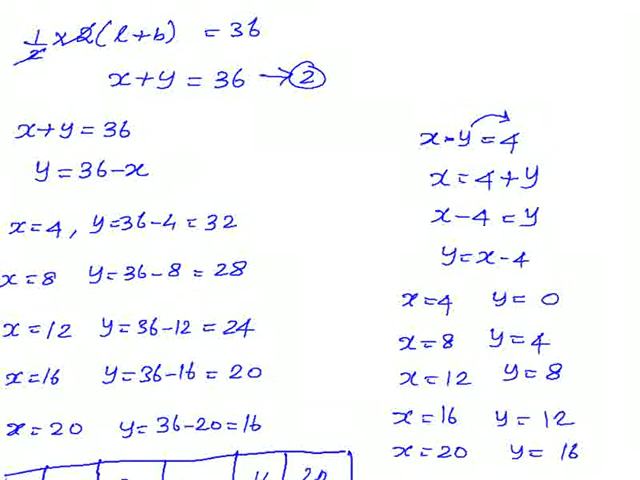 1/2 x 2(l+b) = 36
x+y = 36 → 2
x+y = 36
y = 36-x
x=4, y=36-4=32
x=8 y=36-8=28
x=12 y=36-12=24
x=16 y=36-16=20
x=20 y=36-20=16
x-y=4
x=4+y
x-4=y
y=x-4
x=4 y=0
x=8 y=4
x=12 y=8
x=16 y=12
x=20 y=16